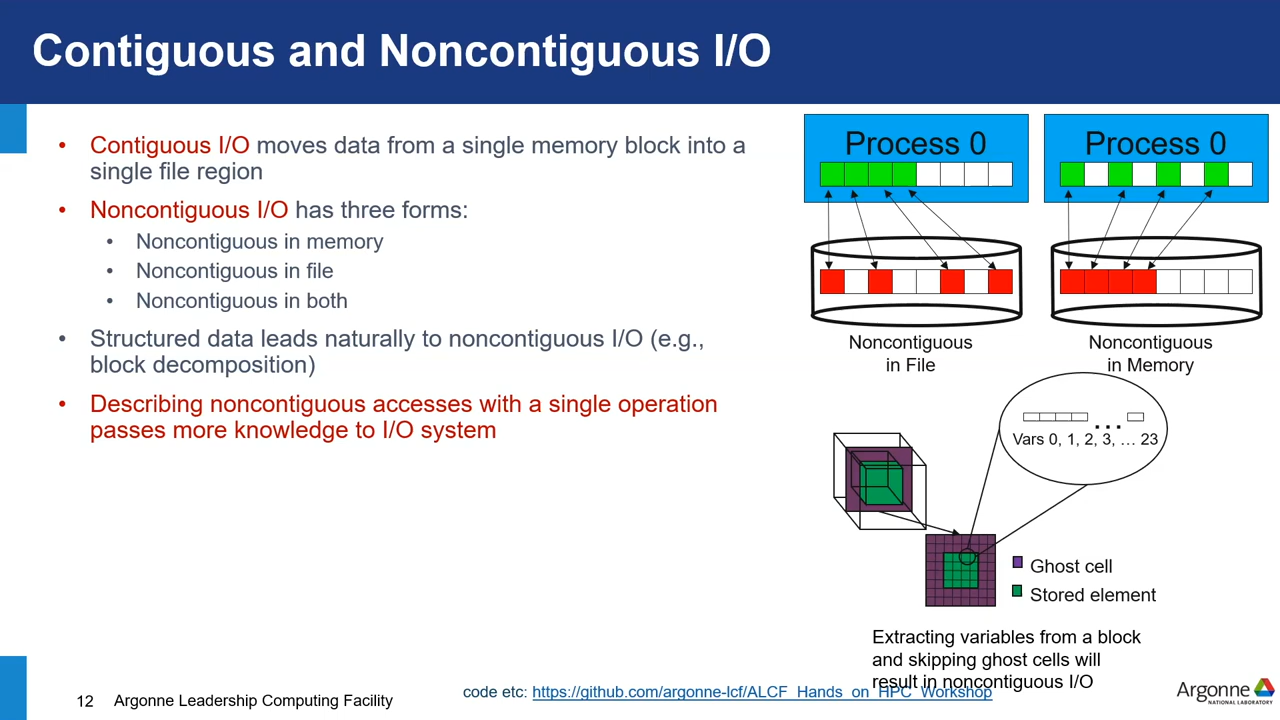 Contiguous and Noncontiguous I/O
• Contiguous I/O moves data from a single memory block into a
single file region
• Noncontiguous I/O has three forms:
• Noncontiguous in memory
• Noncontiguous in file
• Noncontiguous in both
• Structured data leads naturally to noncontiguous I/O (e.g.,
block decomposition)
• Describing noncontiguous accesses with a single operation
passes more knowledge to I/O system
Process 0
Process 0
Noncontiguous
in File
Noncontiguous
in Memory
...
Vars 0, 1, 2, 3, … 23
Ghost cell
Stored element
Extracting variables from a block
and skipping ghost cells will
result in noncontiguous I/O
12 Argonne Leadership Computing Facility
code etc: https://github.com/argonne-lcf/ALCF_Hands_on_HPC_Workshop
Argonne
NATIONAL LABORATORY